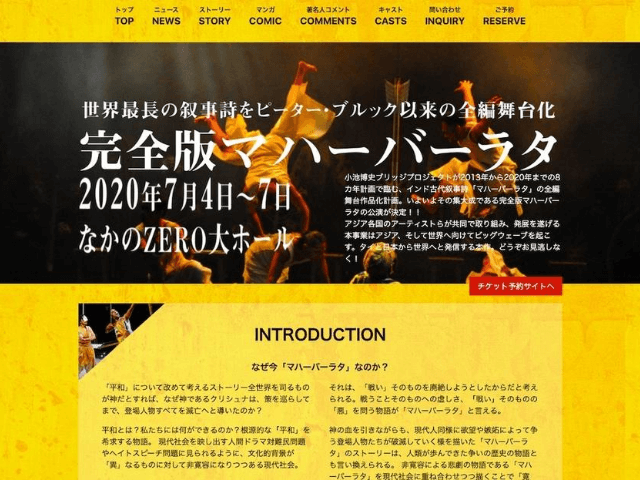 トップ ニュース ストーリー マンガ 著名人コメント キャスト 問い合わせ ご予約
TOP NEWS STORY COMIC COMMENTS CASTS INQUIRY RESERVE
世界最長の叙事詩をピーター・ブルック以来の全編舞台化
完全版マハーバーラタ
2020年7月4日〜7日
なかのZERO大ホール
小池博史ブリッジプロジェクトが2013年から2020年までの8
カ年計画で臨む、インド古代叙事詩「マハーバーラタ」の全編
舞台作品化計画。いよいよその集大成である完全版マハーバー
ラタの公演が決定！！
アジア各国のアーティストらが共同で取り組み、発展を遂げる
本事業はアジア、そして世界へ向けてビッグウェーブを起こ
す。タイと日本から世界へと発信する本作、どうぞお見逃しな
く！
チケット予約サイトへ
INTRODUCTION
なぜ今「マハーバーラタ」なのか？
「平和」について改めて考えるストーリー全世界を司るもの
が神だとすれば、なぜ神であるクリシュナは、策を巡らして
まで、登場人物すべてを滅亡へと導いたのか？
平和とは？私たちには何ができるのか？根源的な「平和」を
希求する物語。 現代社会を映し出す人間ドラマ対難民問題
やヘイトスピーチ問題に見られるように、文化的背景が
「異」なるものに対して非寛容になりつつある現代社会。
それは、「戦い」そのものを廃絶しようとしたからだと考え
られる。戦うことそのものへの虚しさ、「戦い」そのものの
「悪」を問う物語が「マハーバーラタ」と言える。
神の血を引きながらも、現代人同様に欲望や嫉妬によって争
う登場人物たちが破滅していく様を描いた「マハーバーラ
タ」のストーリーは、人類が歩んできた争いの歴史の物語と
も言い換えられる。 非寛容による悲劇の物語である「マハ
ーバーラタ」を現代社会に重ね合わせつつ描くことで「寛